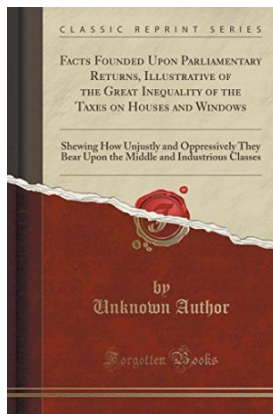 CLASSIC REPRINT SERIES
FACTS FOUNDED UPON PARLIAMENTARY
RETURNS, ILLUSTRATIVE OF
THE GREAT INEQUALITY OF THE
TAXES ON HOUSES AND WINDOWS
Shewing How Unjustly and Oppressively They
Bear Upon the Middle and Industrious Classes
by
Unknown Author
Forgotten Books